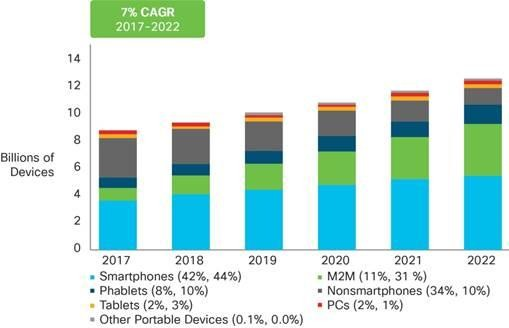 7% CAGR
2017–2022
14
12
10
8
6
4
2
0
Billions of
Devices
2017 2018 2019 2020 2021 2022
Smartphones (42%, 44%) M2M (11%, 31 %)
Phablets (8%, 10%) Nonsmartphones (34%, 10%)
Tablets (2%, 3%) PCs (2%, 1%)
Other Portable Devices (0.1%, 0.0%)